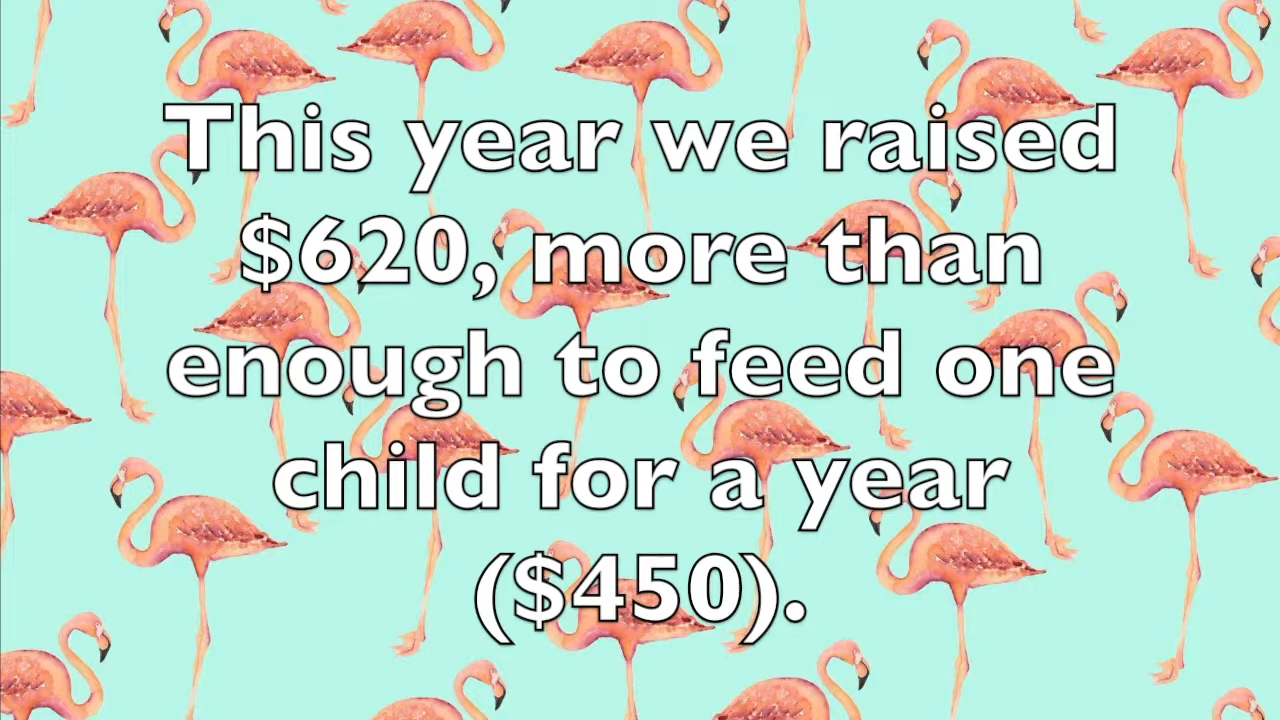 This year we raised
$620, more than
enough to feed one
child for a year
($450).